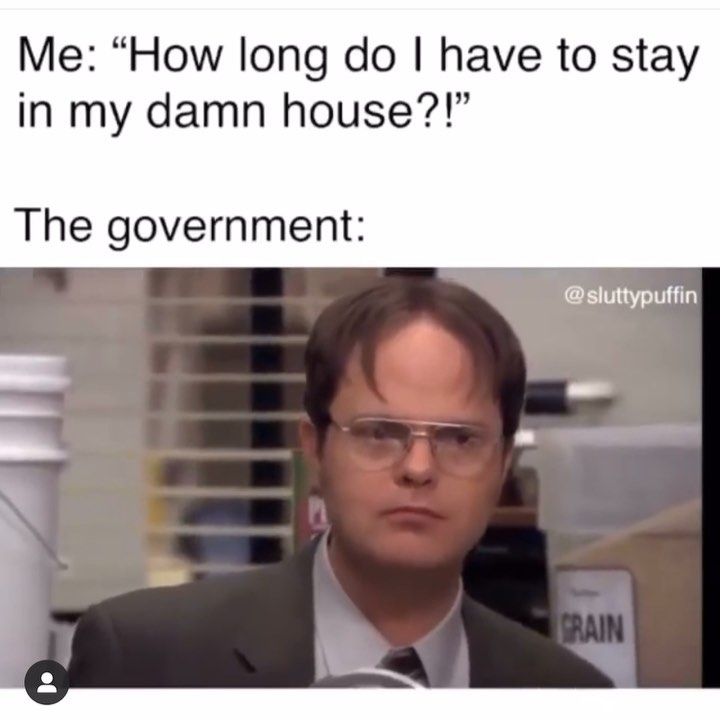 Me: “How long do I have to stay
in my damn house?!”
The government:
@sluttypuffin
GRAIN